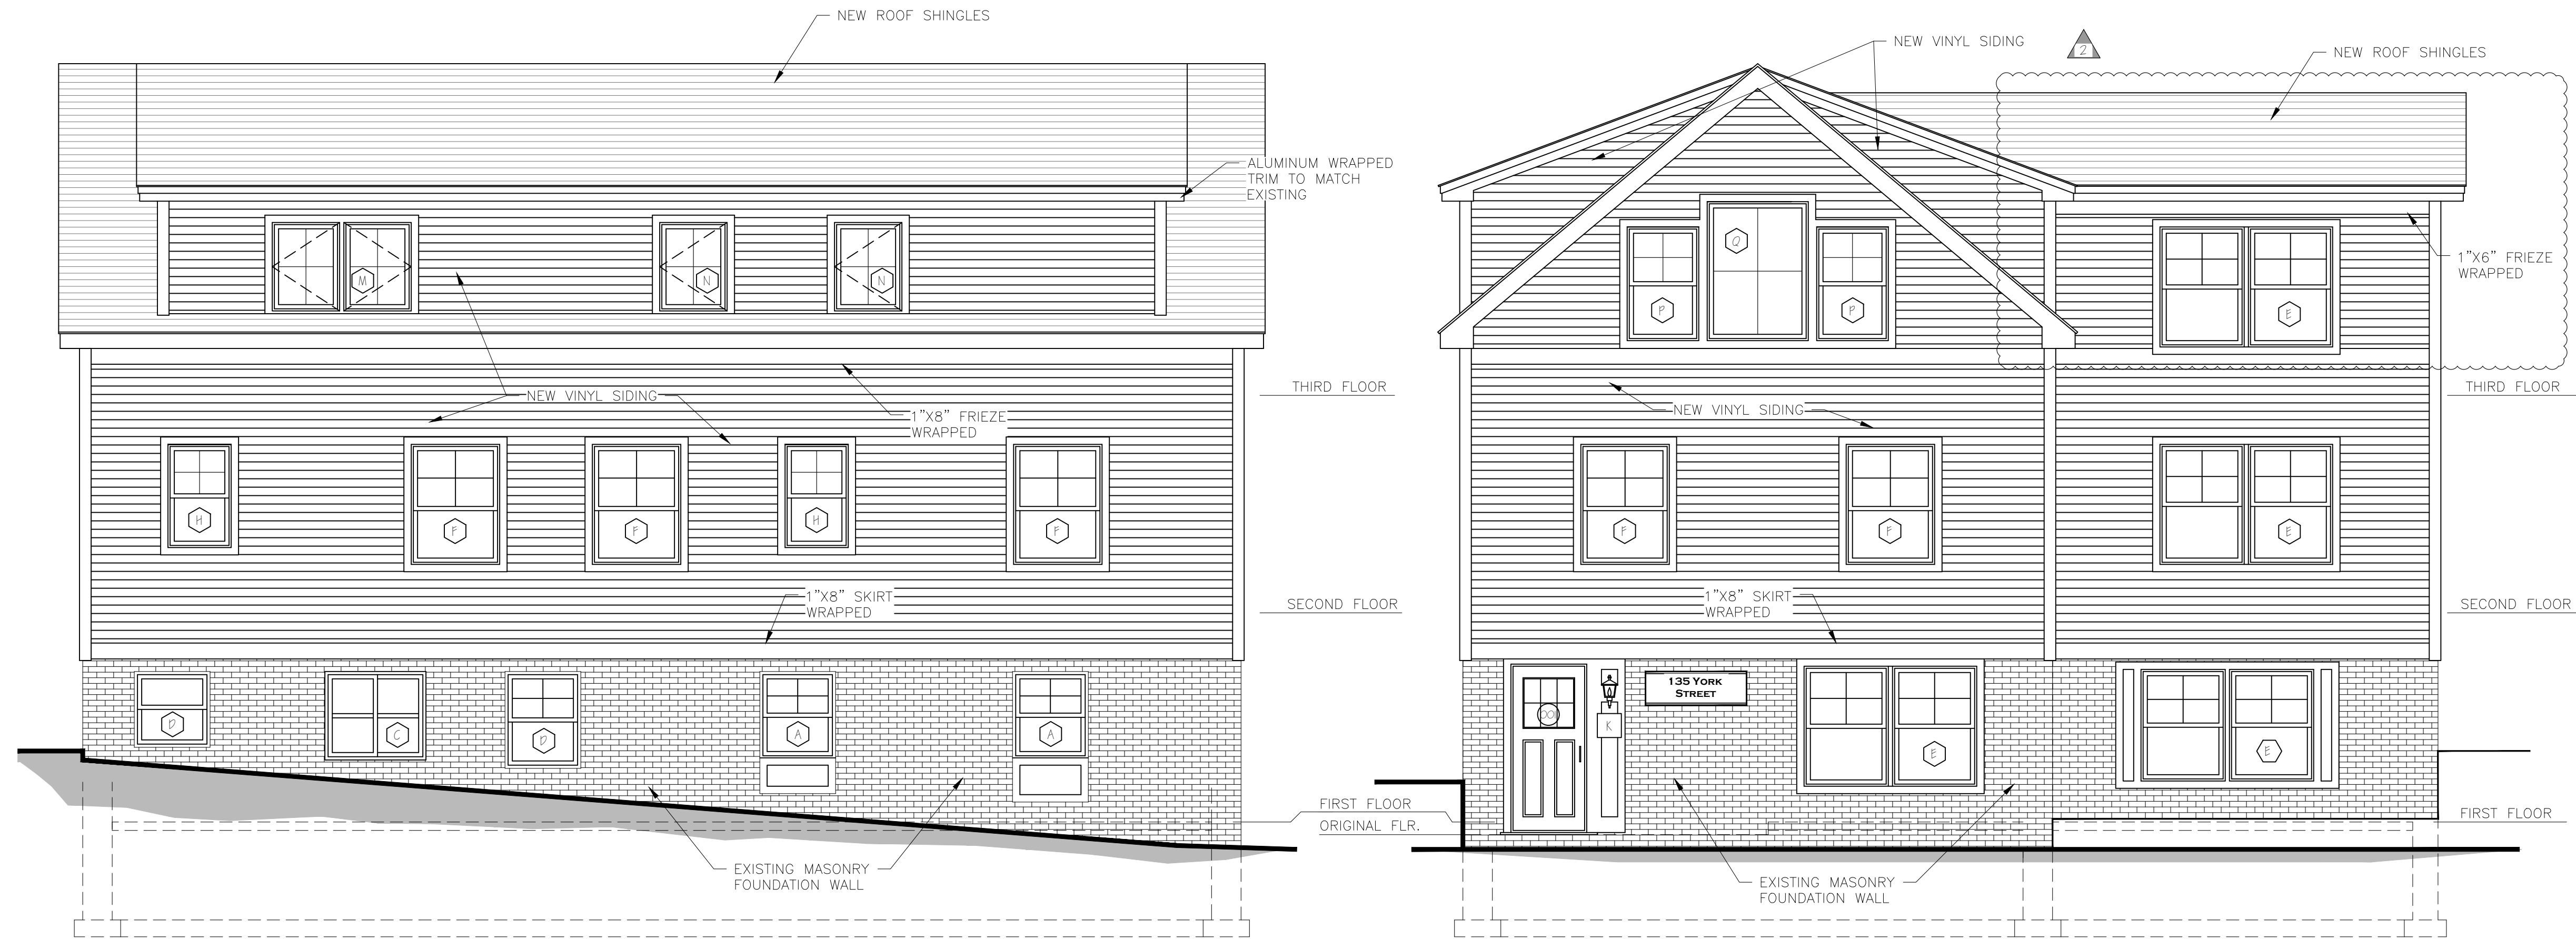 NEW ROOF SHINGLES
ALUMINUM WRAPPED
TRIM TO MATCH
EXISTING
M
N
N
NEW VINYL SIDING
1"X8" FRIEZE
WRAPPED
THIRD FLOOR
H
F
F
H
F
1"X8" SKIRT
WRAPPED
SECOND FLOOR
D
C
D
A
A
FIRST FLOOR
ORIGINAL FLR.
EXISTING MASONRY
FOUNDATION WALL
NEW VINYL SIDING
2
NEW ROOF SHINGLES
Q
P
P
E
1"X6" FRIEZE
WRAPPED
THIRD FLOOR
NEW VINYL SIDING
F
F
E
1"X8" SKIRT
WRAPPED
SECOND FLOOR
135 YORK
STREET
001
K
E
E
FIRST FLOOR
EXISTING MASONRY
FOUNDATION WALL